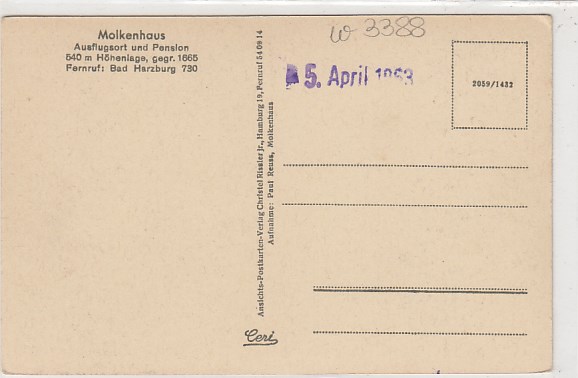 Molkenhaus
Ausflugsort und Pension
540 m Höhenlage, gegr. 1665
Fernruf: Bad Harzburg 730
W 3388
5. April 1963
2059/1432
Ansichts-Postkarten-Verlag Christel Rissler jr., Hamburg 19, Fernruf 54 09 14
Aufnahme: Paul Reuss, Molkenhaus
Ceri